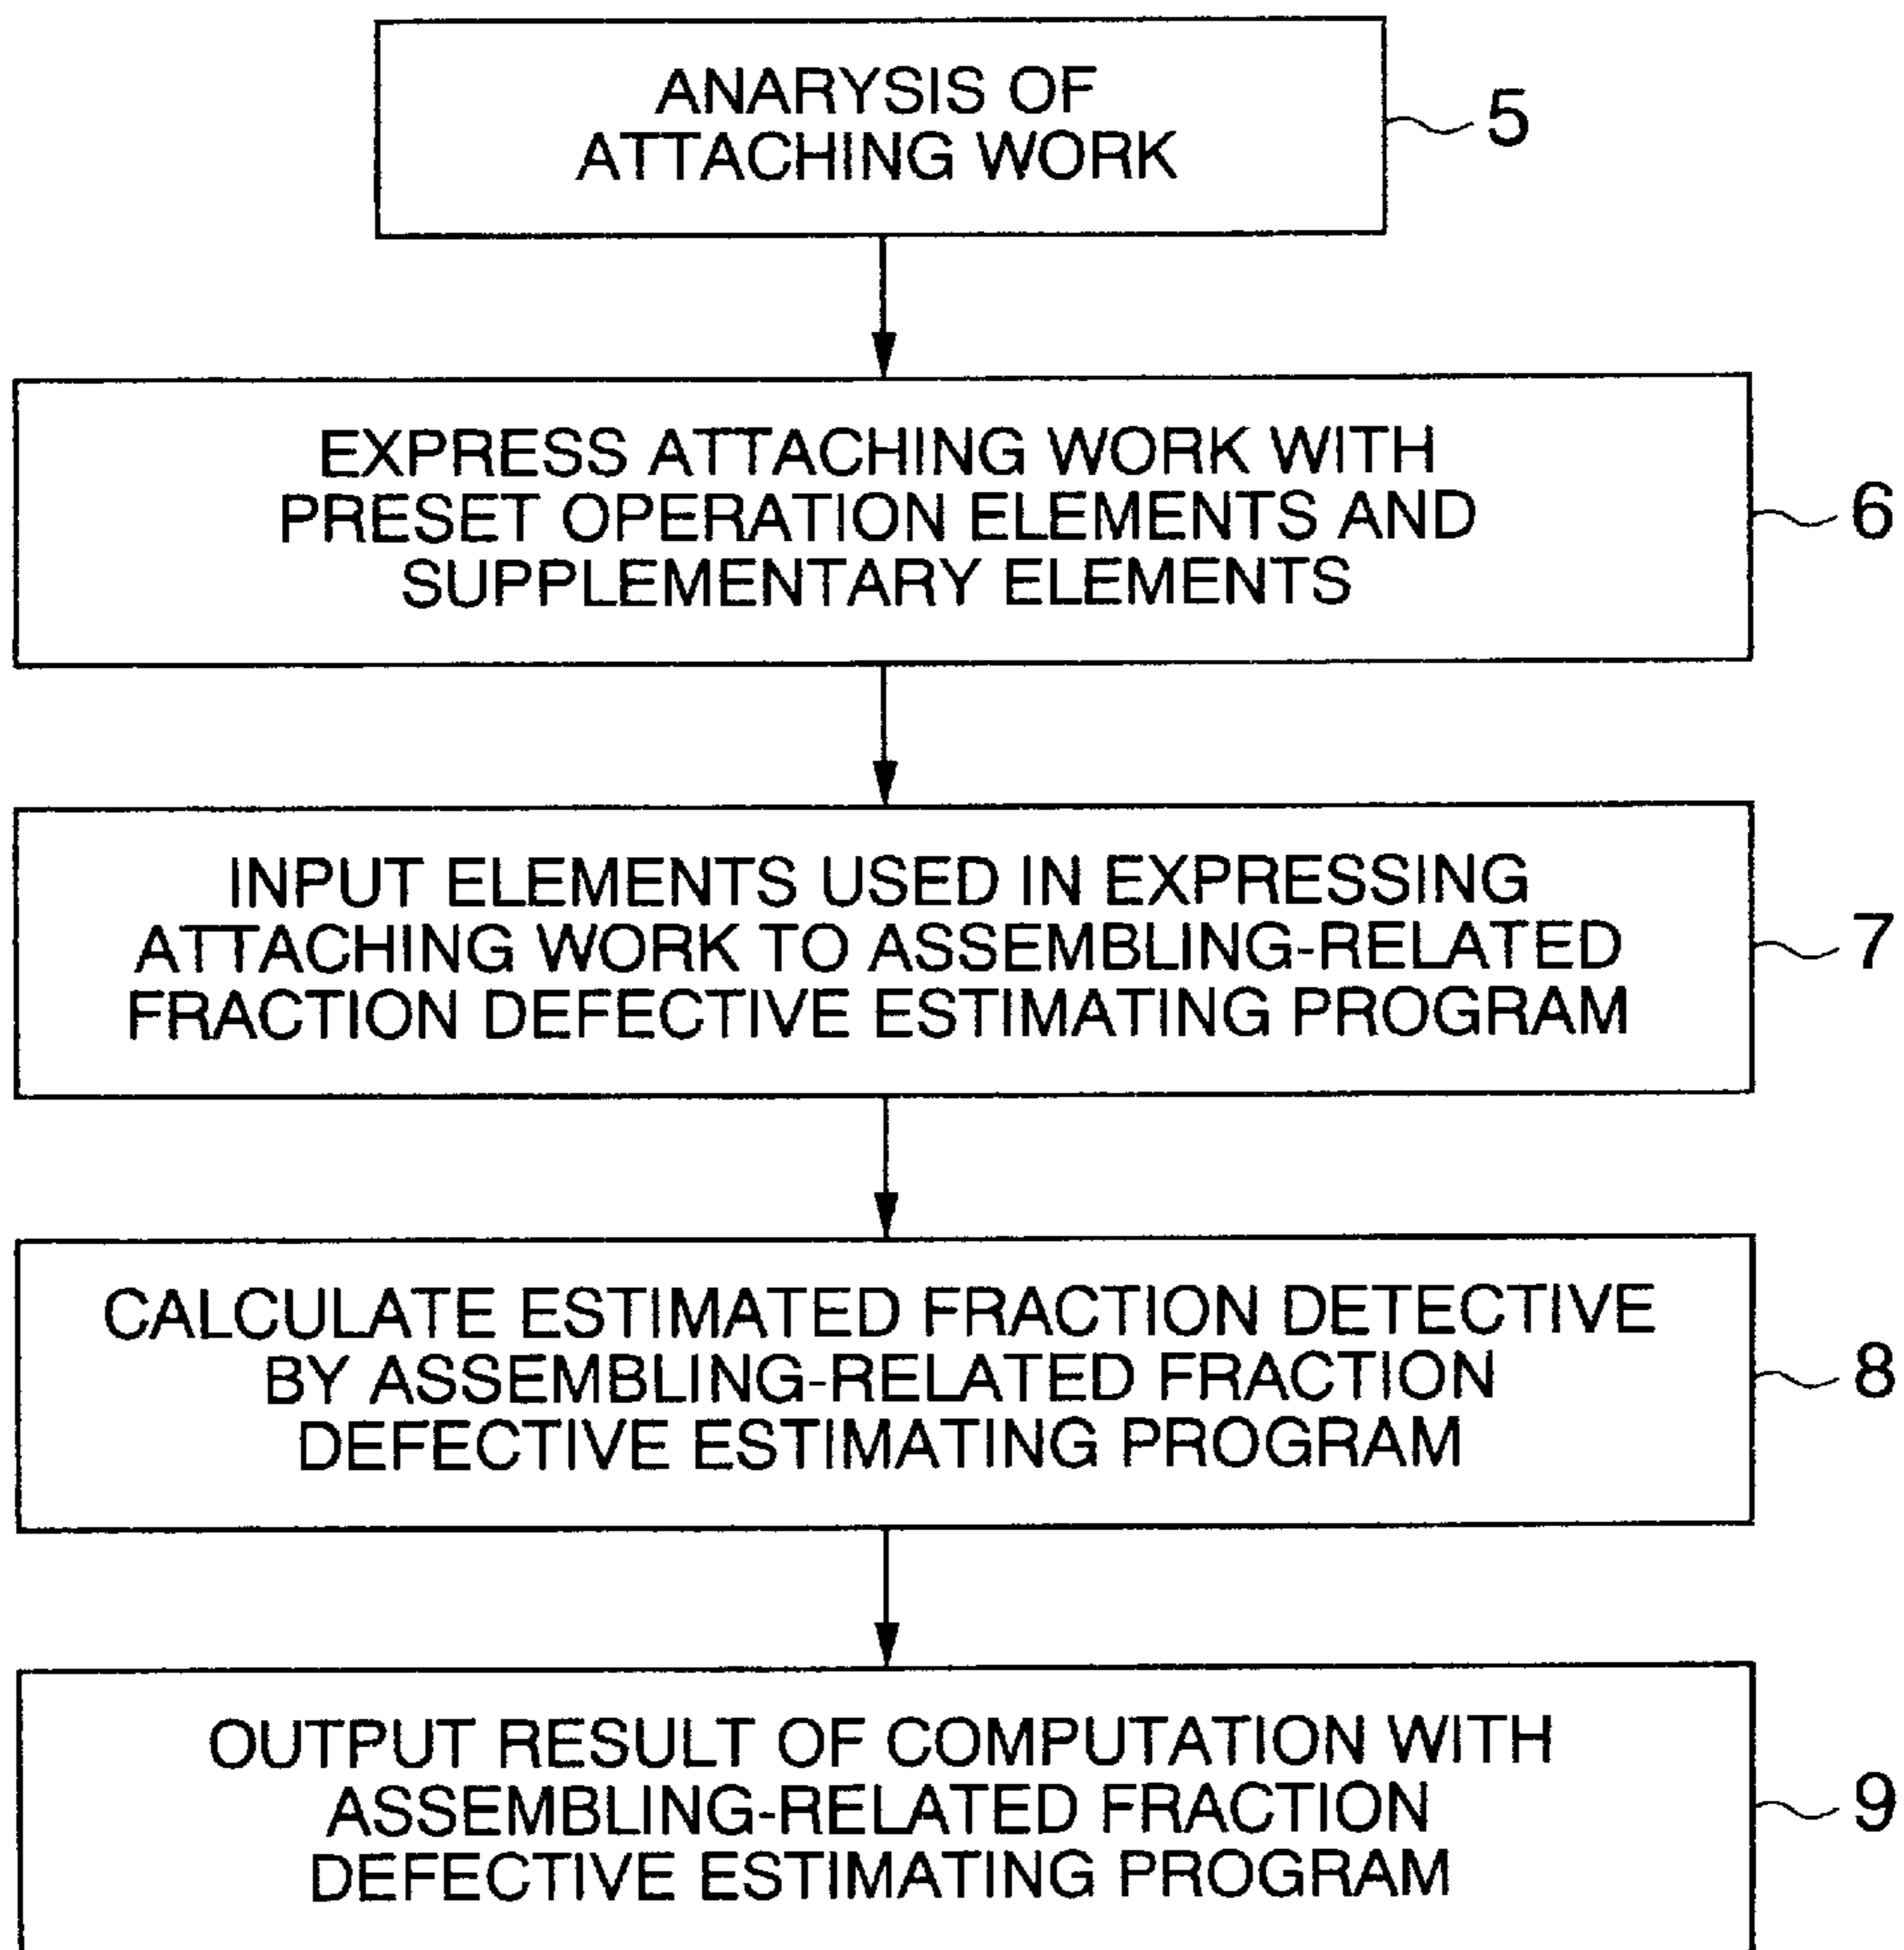 ANARYSIS OF
ATTACHING WORK
5
EXPRESS ATTACHING WORK WITH
PRESET OPERATION ELEMENTS AND
SUPPLEMENTARY ELEMENTS
6
INPUT ELEMENTS USED IN EXPRESSING
ATTACHING WORK TO ASSEMBLING-RELATED
FRACTION DEFECTIVE ESTIMATING PROGRAM
7
CALCULATE ESTIMATED FRACTION DETECTIVE
BY ASSEMBLING-RELATED FRACTION
DEFECTIVE ESTIMATING PROGRAM
8
OUTPUT RESULT OF COMPUTATION WITH
ASSEMBLING-RELATED FRACTION
DEFECTIVE ESTIMATING PROGRAM
9